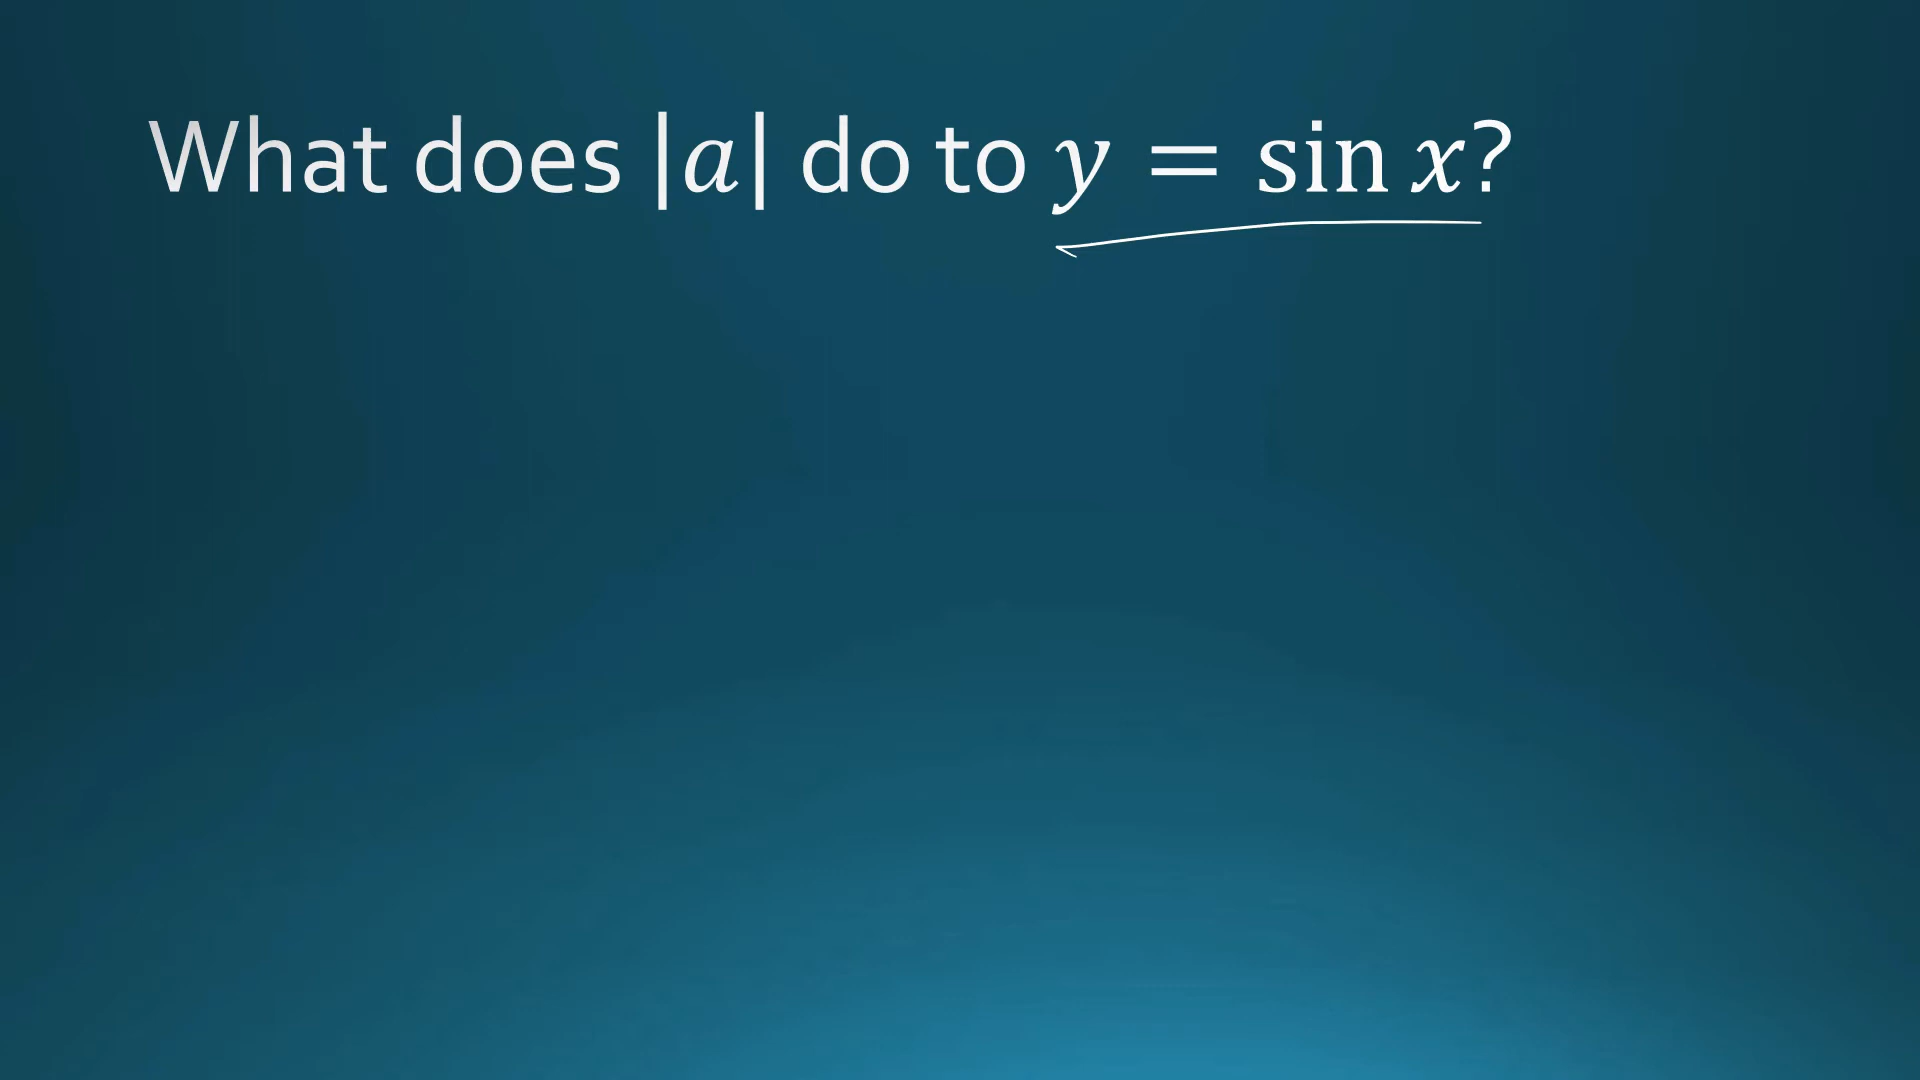 What does |a| do to y = sin x?